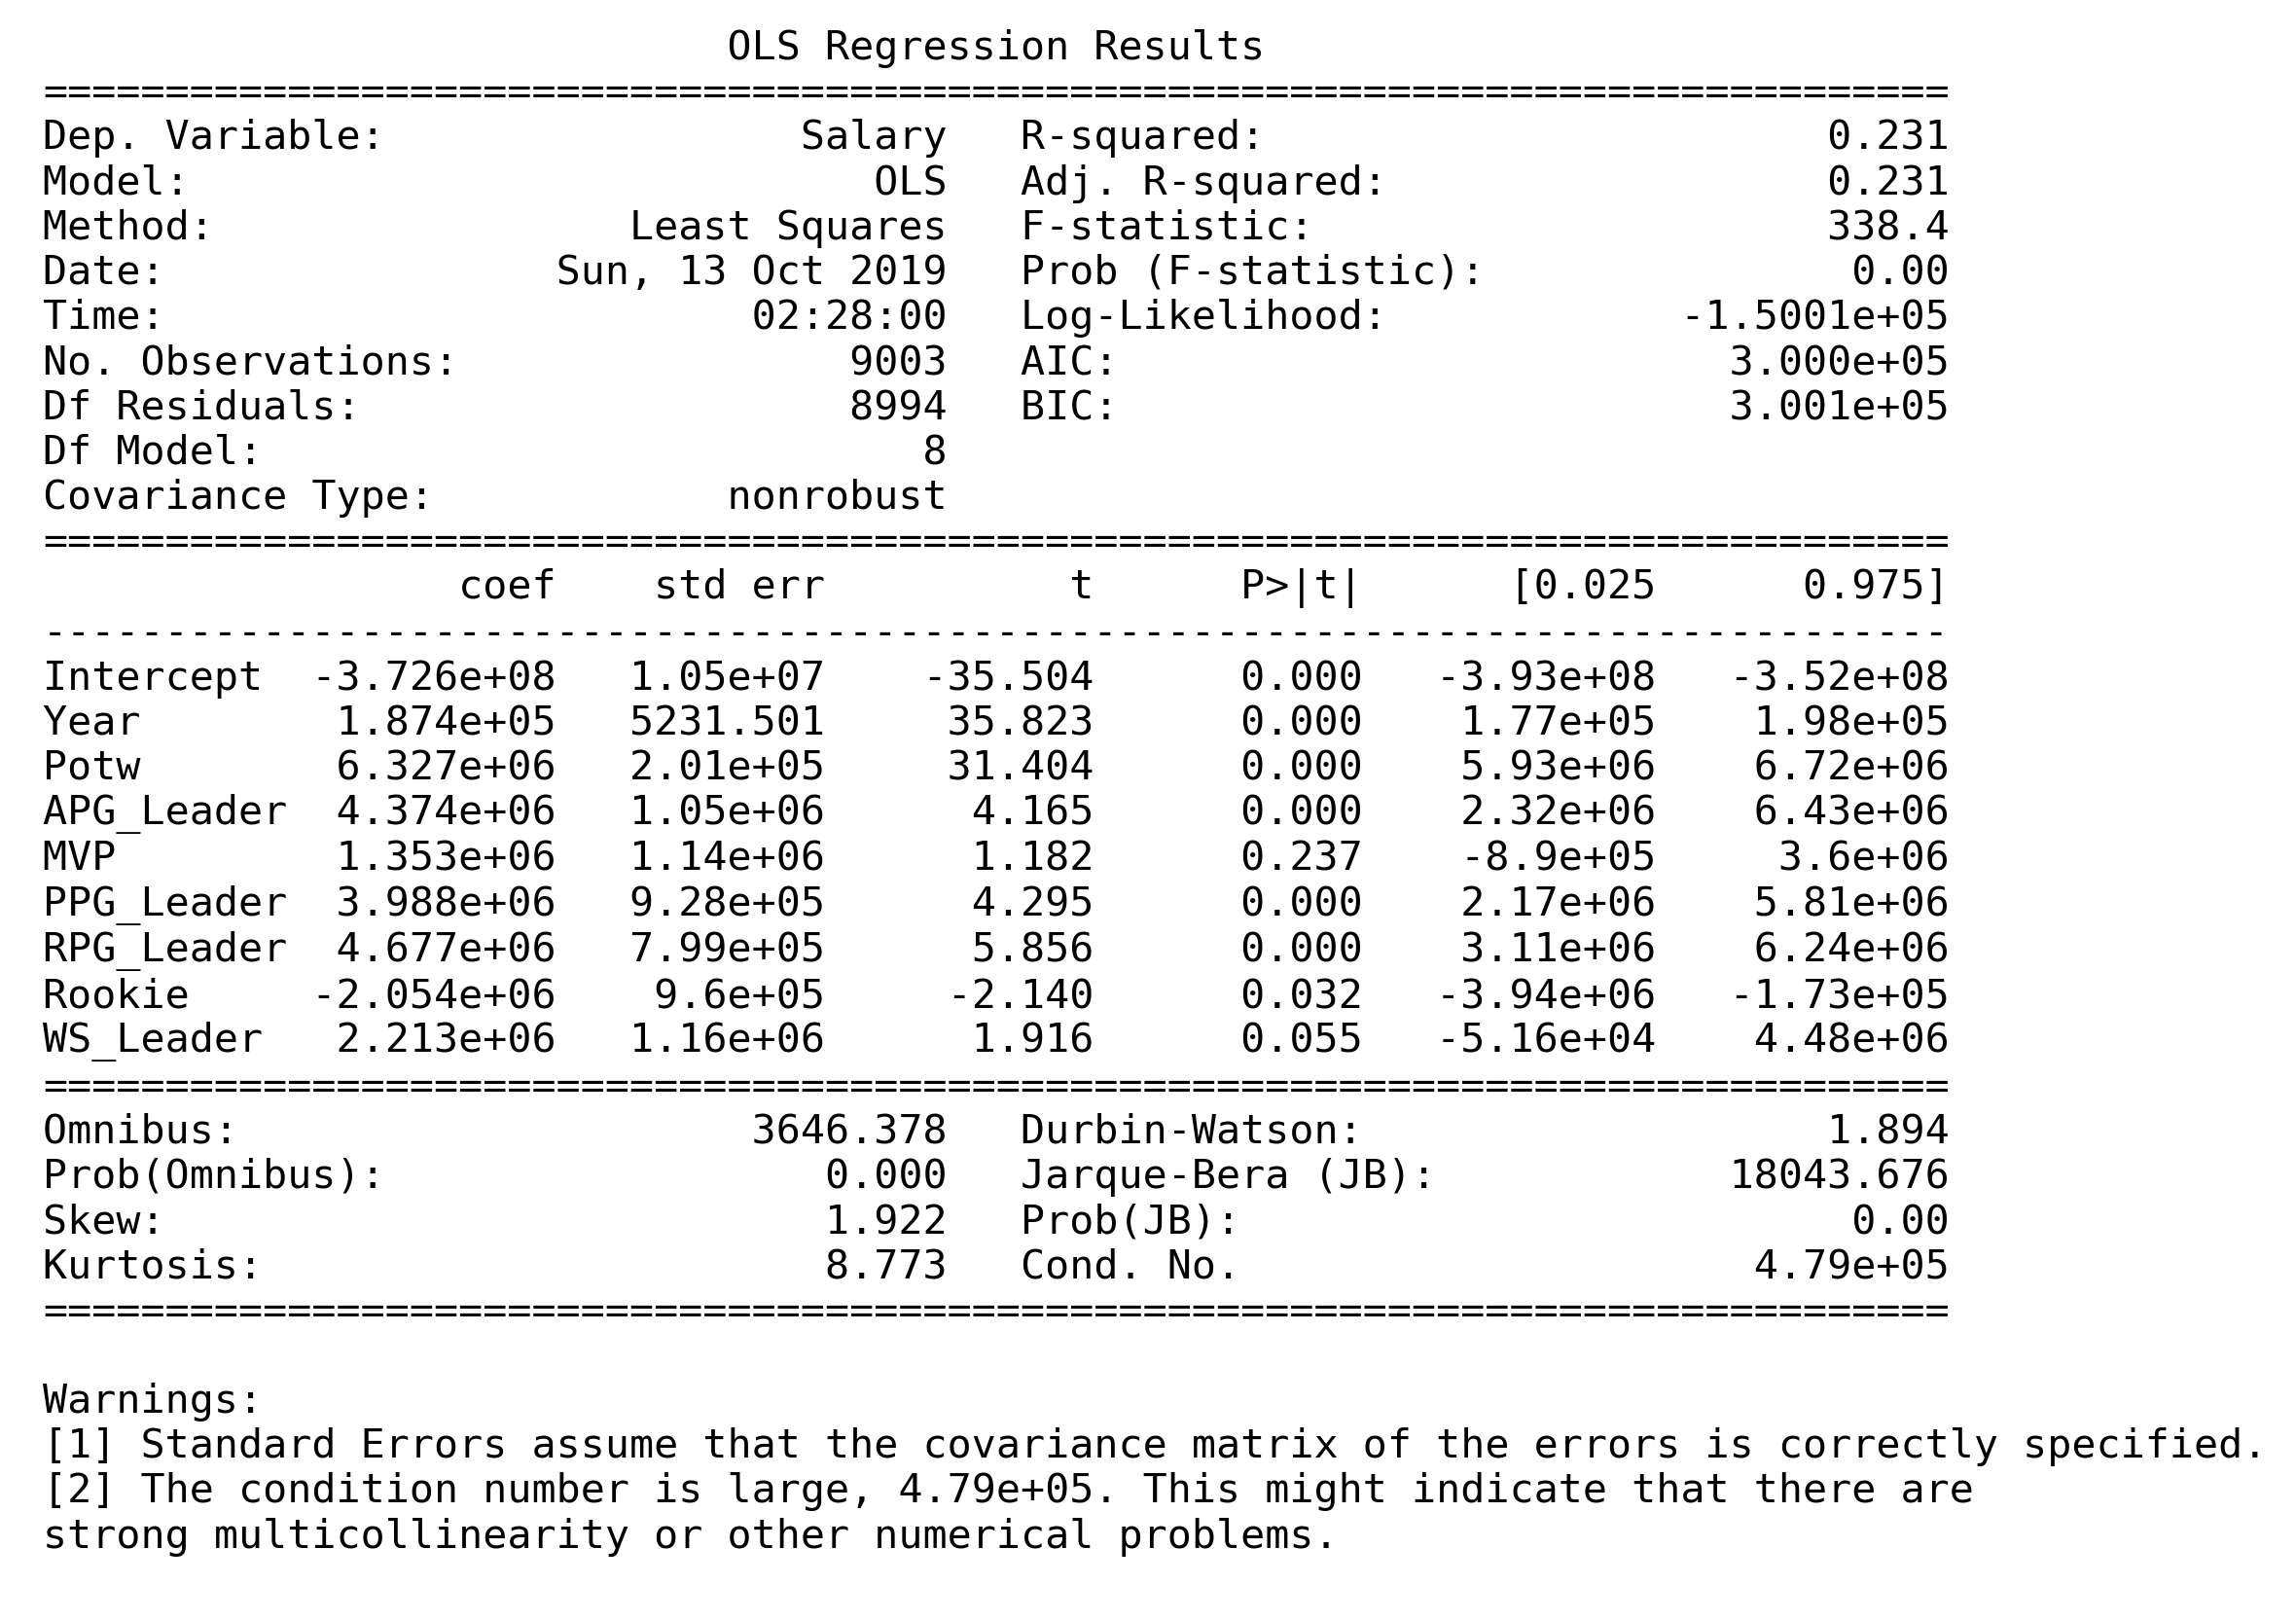 OLS Regression Results
==============================================================================
Dep. Variable:                 Salary   R-squared:                       0.231
Model:                            OLS   Adj. R-squared:                  0.231
Method:                 Least Squares   F-statistic:                     338.4
Date:                Sun, 13 Oct 2019   Prob (F-statistic):               0.00
Time:                        02:28:00   Log-Likelihood:            -1.5001e+05
No. Observations:                9003   AIC:                         3.000e+05
Df Residuals:                    8994   BIC:                         3.001e+05
Df Model:                           8
Covariance Type:            nonrobust
==============================================================================
                 coef    std err          t      P>|t|      [0.025      0.975]
------------------------------------------------------------------------------
Intercept  -3.726e+08   1.05e+07    -35.504      0.000   -3.93e+08   -3.52e+08
Year        1.874e+05   5231.501     35.823      0.000    1.77e+05    1.98e+05
Potw        6.327e+06   2.01e+05     31.404      0.000    5.93e+06    6.72e+06
APG_Leader  4.374e+06   1.05e+06      4.165      0.000    2.32e+06    6.43e+06
MVP         1.353e+06   1.14e+06      1.182      0.237    -8.9e+05     3.6e+06
PPG_Leader  3.988e+06   9.28e+05      4.295      0.000    2.17e+06    5.81e+06
RPG_Leader  4.677e+06   7.99e+05      5.856      0.000    3.11e+06    6.24e+06
Rookie     -2.054e+06    9.6e+05     -2.140      0.032   -3.94e+06   -1.73e+05
WS_Leader   2.213e+06   1.16e+06      1.916      0.055   -5.16e+04    4.48e+06
==============================================================================
Omnibus:                     3646.378   Durbin-Watson:                   1.894
Prob(Omnibus):                  0.000   Jarque-Bera (JB):            18043.676
Skew:                           1.922   Prob(JB):                         0.00
Kurtosis:                       8.773   Cond. No.                     4.79e+05
==============================================================================

Warnings:
[1] Standard Errors assume that the covariance matrix of the errors is correctly specified.
[2] The condition number is large, 4.79e+05. This might indicate that there are
strong multicollinearity or other numerical problems.